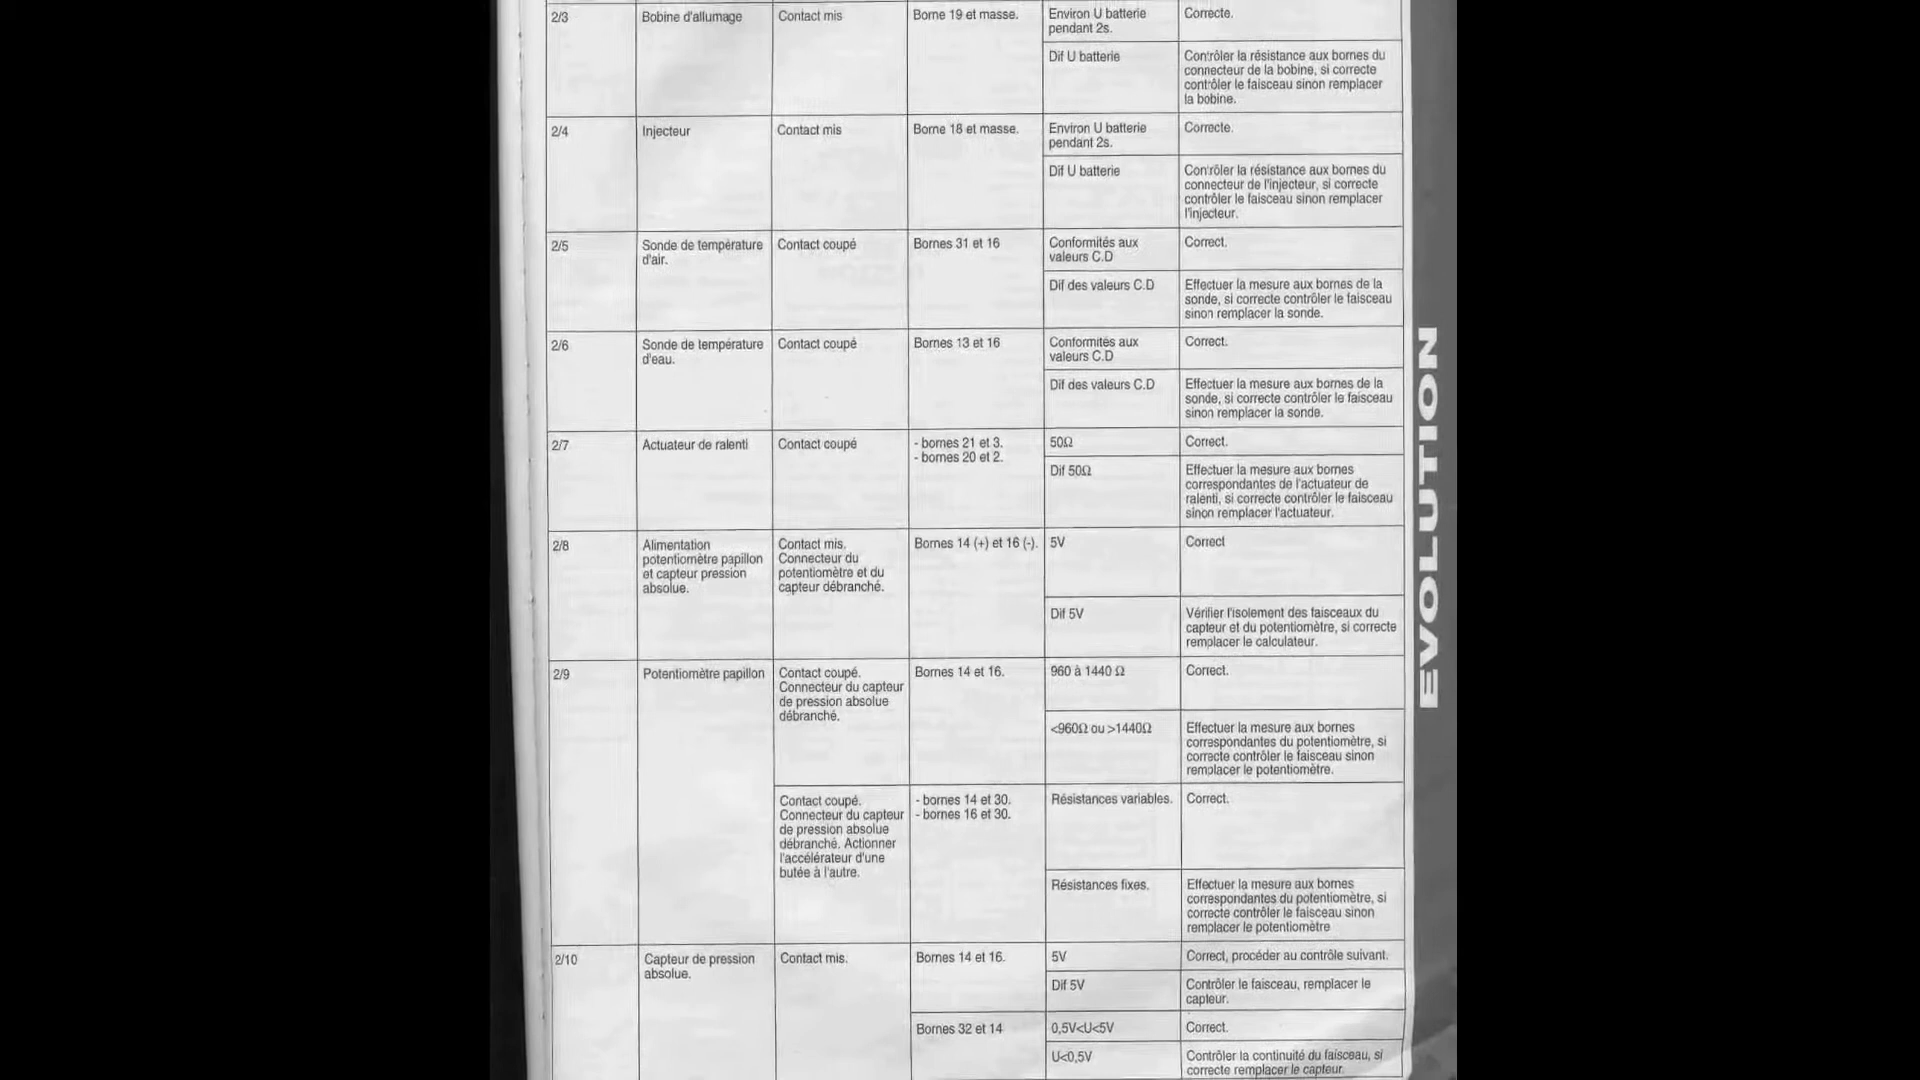 2/3
Bobine d'allumage
Contact mis
Borne 19 et masse.
Environ U batterie
pendant 2s.
Correcte.
Dif U batterie
Contrôler la résistance aux bornes du
connecteur de la bobine, si correcte
contrôler le faisceau sinon remplacer
la bobine.
2/4
Injecteur
Contact mis
Borne 18 et masse.
Environ U batterie
pendant 2s.
Correcte.
Dif U batterie
Contrôler la résistance aux bornes du
connecteur de l'injecteur, si correcte
contrôler le faisceau sinon remplacer
l'injecteur.
2/5
Sonde de température
d'air.
Contact coupé
Bornes 31 et 16
Conformités aux
valeurs C.D
Correct.
Dif des valeurs C.D
Effectuer la mesure aux bornes de la
sonde, si correcte contrôler le faisceau
sinon remplacer la sonde.
2/6
Sonde de température
d'eau.
Contact coupé
Bornes 13 et 16
Conformités aux
valeurs C.D
Correct.
Dif des valeurs C.D
Effectuer la mesure aux bornes de la
sonde, si correcte contrôler le faisceau
sinon remplacer la sonde.
2/7
Actuateur de ralenti
Contact coupé
- bornes 21 et 3.
- bornes 20 et 2.
50Ω
Correct.
Dif 50Ω
Effectuer la mesure aux bornes
correspondantes de l'actuateur de
ralenti, si correcte contrôler le faisceau
sinon remplacer l'actuateur.
2/8
Alimentation
potentiomètre papillon
et capteur pression
absolue.
Contact mis.
Connecteur du
potentiomètre et du
capteur débranché.
Bornes 14 (+) et 16 (-).
5V
Correct
Dif 5V
Vérifier l'isolement des faisceaux du
capteur et du potentiomètre, si correcte
remplacer le calculateur.
2/9
Potentiomètre papillon
Contact coupé.
Connecteur du capteur
de pression absolue
débranché.
Bornes 14 et 16.
960 à 1440 Ω
Correct.
<960Ω ou >1440Ω
Effectuer la mesure aux bornes
correspondantes du potentiomètre, si
correcte contrôler le faisceau sinon
remplacer le potentiomètre.
Contact coupé.
Connecteur du capteur
de pression absolue
débranché. Actionner
l'accélérateur d'une
butée à l'autre.
- bornes 14 et 30.
- bornes 16 et 30.
Résistances variables.
Correct.
Résistances fixes.
Effectuer la mesure aux bornes
correspondantes du potentiomètre, si
correcte contrôler le faisceau sinon
remplacer le potentiomètre
2/10
Capteur de pression
absolue.
Contact mis.
Bornes 14 et 16.
5V
Correct, procéder au contrôle suivant.
Dif 5V
Contrôler le faisceau, remplacer le
capteur.
Bornes 32 et 14
0,5V<U<5V
Correct.
U<0,5V
Contrôler la continuité du faisceau, si
correcte remplacer le capteur.
EVOLUTION